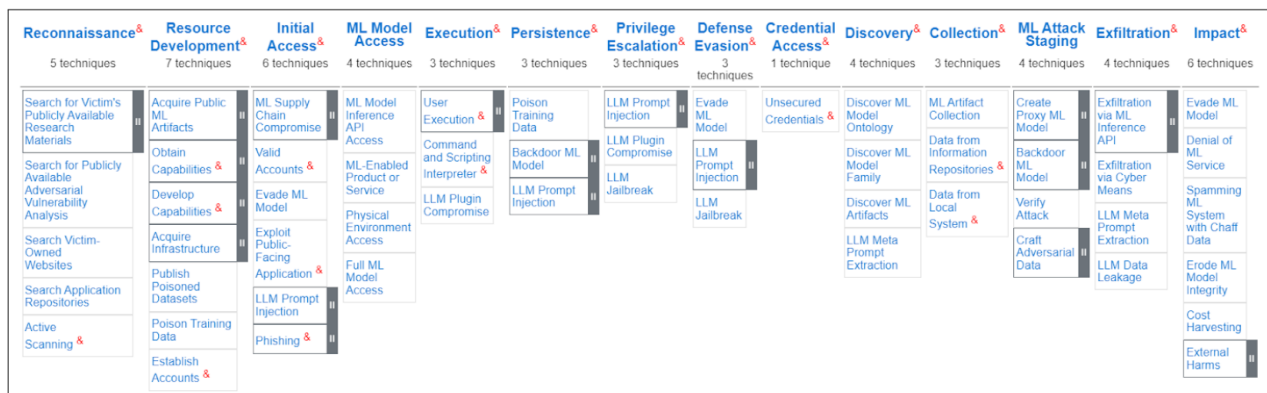 Reconnaissance&
5 techniques
Search for Victim's
Publicly Available
Research
Materials
Search for Publicly
Available
Adversarial
Vulnerability
Analysis
Search Victim-
Owned
Websites
Search Application
Repositories
Active
Scanning &
Resource
Development&
7 techniques
Acquire Public
ML
Artifacts
Obtain
Capabilities &
Develop
Capabilities &
Acquire
Infrastructure
Publish
Poisoned
Datasets
Poison Training
Data
Establish
Accounts &
Initial
Access&
6 techniques
ML Supply
Chain
Compromise
Valid
Accounts &
Evade ML
Model
Exploit
Public-
Facing
Application &
LLM Prompt
Injection
Phishing &
ML Model
Access
4 techniques
ML Model
Inference
API
Access
ML-Enabled
Product or
Service
Physical
Environment
Access
Full ML
Model
Access
Execution&
3 techniques
User
Execution &
Command
and Scripting
Interpreter &
LLM Plugin
Compromise
Persistence&
3 techniques
Poison
Training
Data
Backdoor ML
Model
LLM Prompt
Injection
Privilege
Escalation&
3 techniques
LLM Prompt
Injection
LLM Plugin
Compromise
LLM
Jailbreak
Defense
Evasion&
3
techniques
Evade
ML
Model
LLM
Prompt
Injection
LLM
Jailbreak
Credential
Access&
1 technique
Unsecured
Credentials &
Discovery&
4 techniques
Discover ML
Model
Ontology
Discover ML
Model
Family
Discover ML
Artifacts
LLM Meta
Prompt
Extraction
Collection&
3 techniques
ML Artifact
Collection
Data from
Information
Repositories &
Data from
Local
System &
ML Attack
Staging
4 techniques
Create
Proxy ML
Model
Backdoor
ML
Model
Verify
Attack
Craft
Adversarial
Data
Exfiltration&
4 techniques
Exfiltration
via ML
Inference
API
Exfiltration
via Cyber
Means
LLM Meta
Prompt
Extraction
LLM Data
Leakage
Impact&
6 techniques
Evade ML
Model
Denial of
ML
Service
Spamming
ML
System
with Chaff
Data
Erode ML
Model
Integrity
Cost
Harvesting
External
Harms